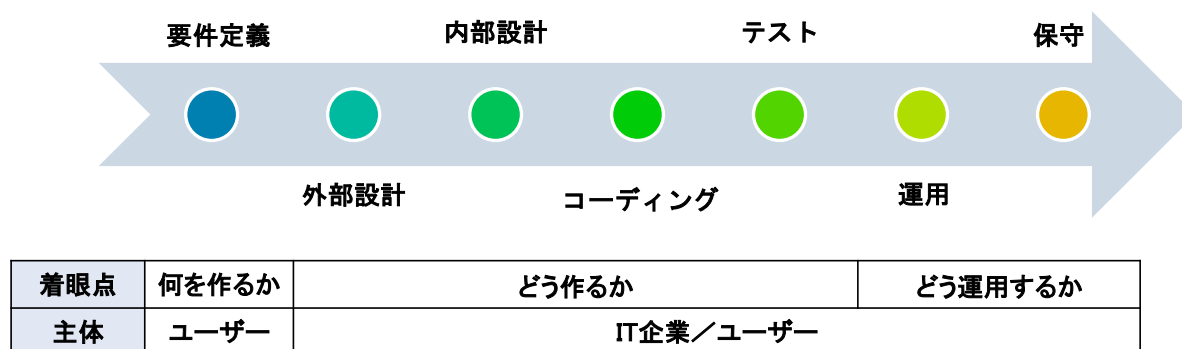 要件定義
内部設計
テスト
保守
外部設計
コーディング
運用
着眼点 何を作るか どう作るか どう運用するか
主体 ユーザー IT企業／ユーザー